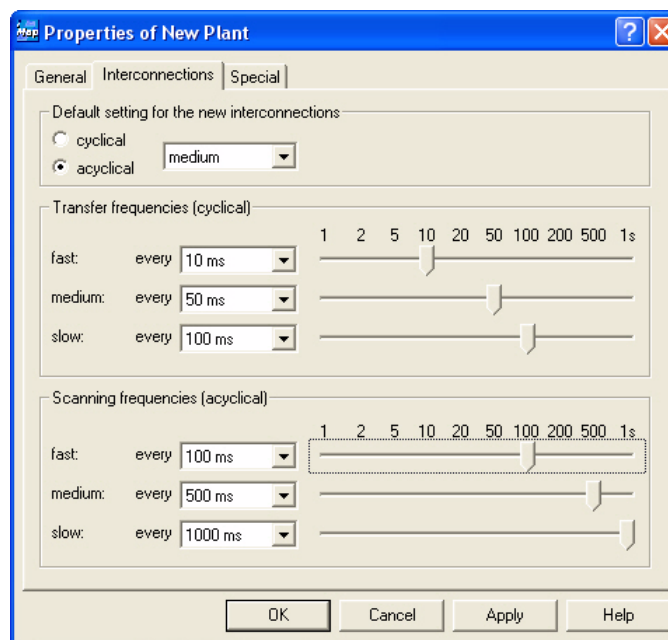 Map Properties of New Plant
General Interconnections Special
Default setting for the new interconnections
cyclical
acyclical medium
Transfer frequencies (cyclical)
1 2 5 10 20 50 100 200 500 1s
fast: every 10 ms
medium: every 50 ms
slow: every 100 ms
Scanning frequencies (acyclical)
1 2 5 10 20 50 100 200 500 1s
fast: every 100 ms
medium: every 500 ms
slow: every 1000 ms
OK Cancel Apply Help